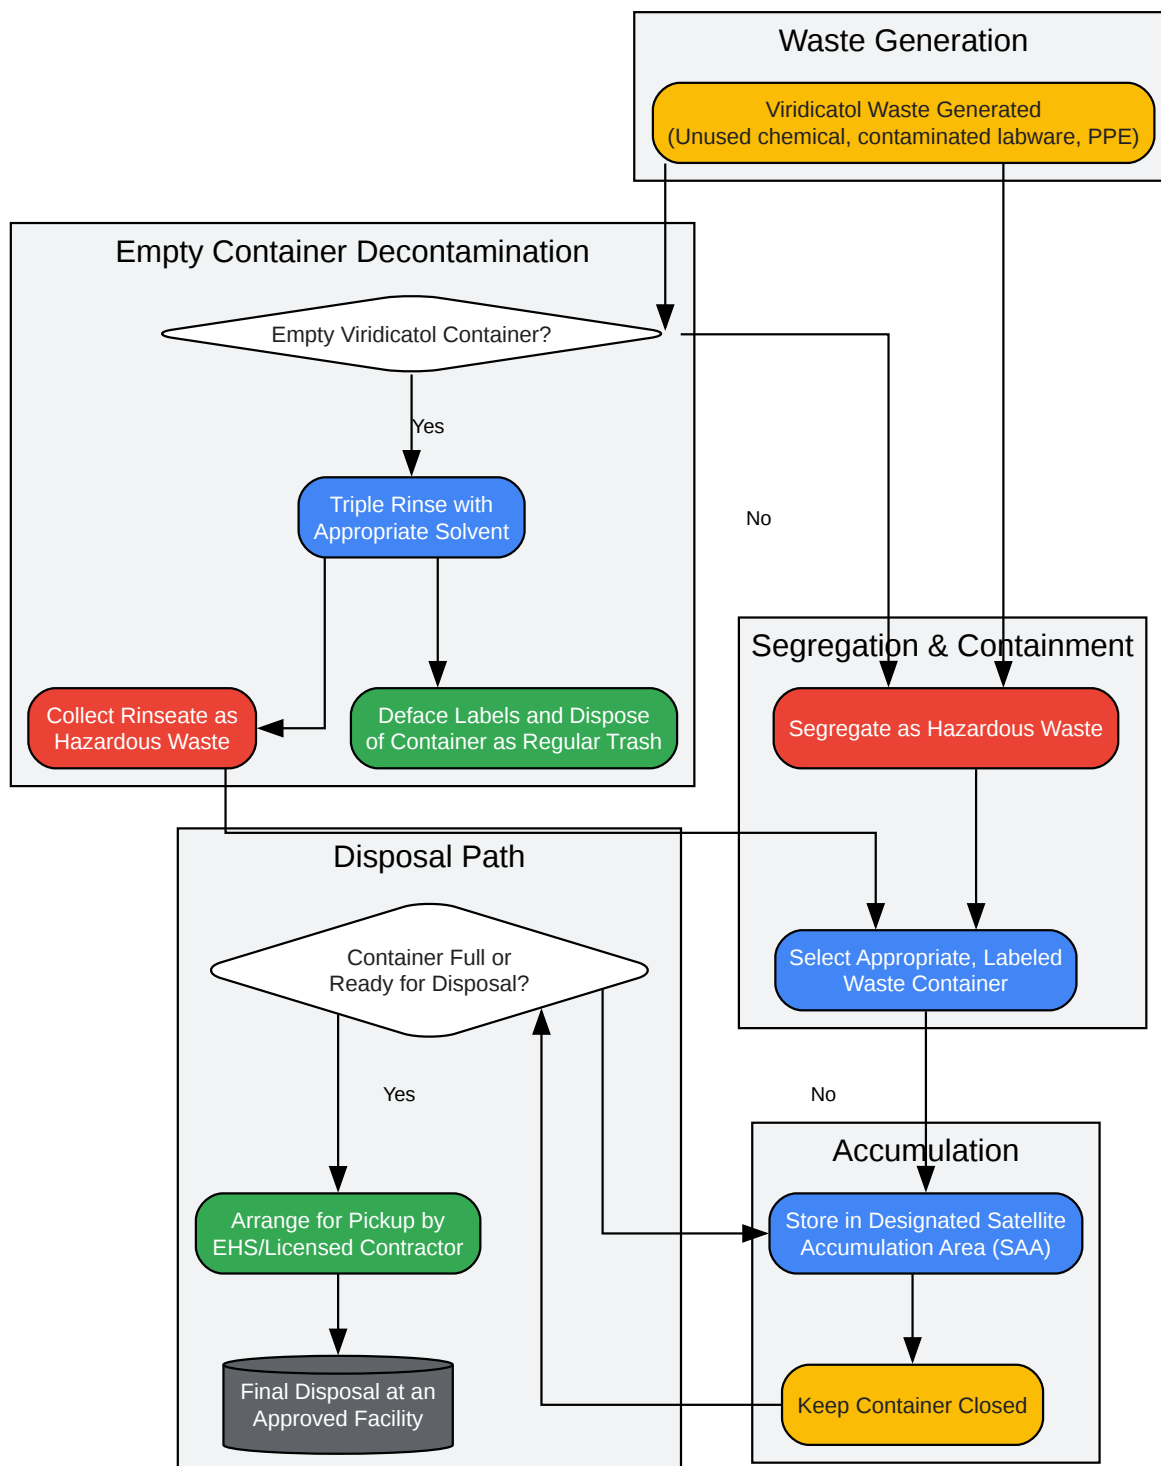 Waste Generation
Viridicatol Waste Generated
(Unused chemical, contaminated labware, PPE)
Empty Container Decontamination
Empty Viridicatol Container?
Yes
Triple Rinse with
Appropriate Solvent
No
Collect Rinseate as
Hazardous Waste
Deface Labels and Dispose
of Container as Regular Trash
Segregation & Containment
Segregate as Hazardous Waste
Select Appropriate, Labeled
Waste Container
Disposal Path
Container Full or
Ready for Disposal?
Yes
No
Arrange for Pickup by
EHS/Licensed Contractor
Final Disposal at an
Approved Facility
Accumulation
Store in Designated Satellite
Accumulation Area (SAA)
Keep Container Closed